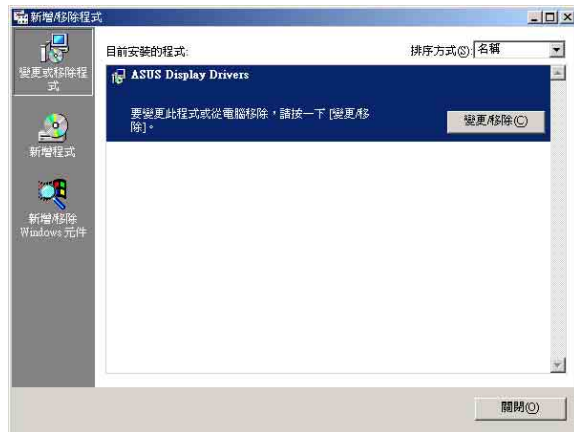 新增/移除程式
變更或移除程
式
新增程式
新增/移除
Windows 元件
目前安裝的程式:
排序方式(S): 名稱
ASUS Display Drivers
要變更此程式或從電腦移除，請按一下 [變更/移
除]。
變更/移除(C)
關閉(O)